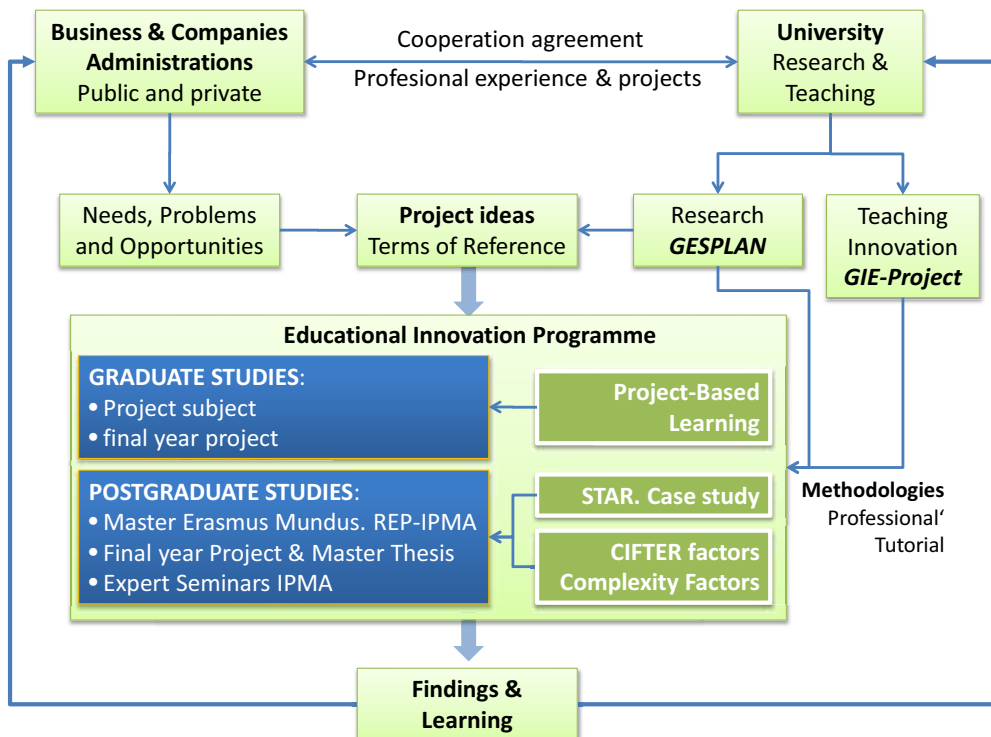 Business & Companies
Administrations
Public and private
Cooperation agreement
Profesional experience & projects
University
Research &
Teaching
Needs, Problems
and Opportunities
Project ideas
Terms of Reference
Research
GESPLAN
Teaching
Innovation
GIE-Project
Educational Innovation Programme
GRADUATE STUDIES:
• Project subject
• final year project
Project-Based
Learning
POSTGRADUATE STUDIES:
• Master Erasmus Mundus. REP-IPMA
• Final year Project & Master Thesis
• Expert Seminars IPMA
STAR. Case study
CIFTER factors
Complexity Factors
Methodologies
Professional‘
Tutorial
Findings &
Learning